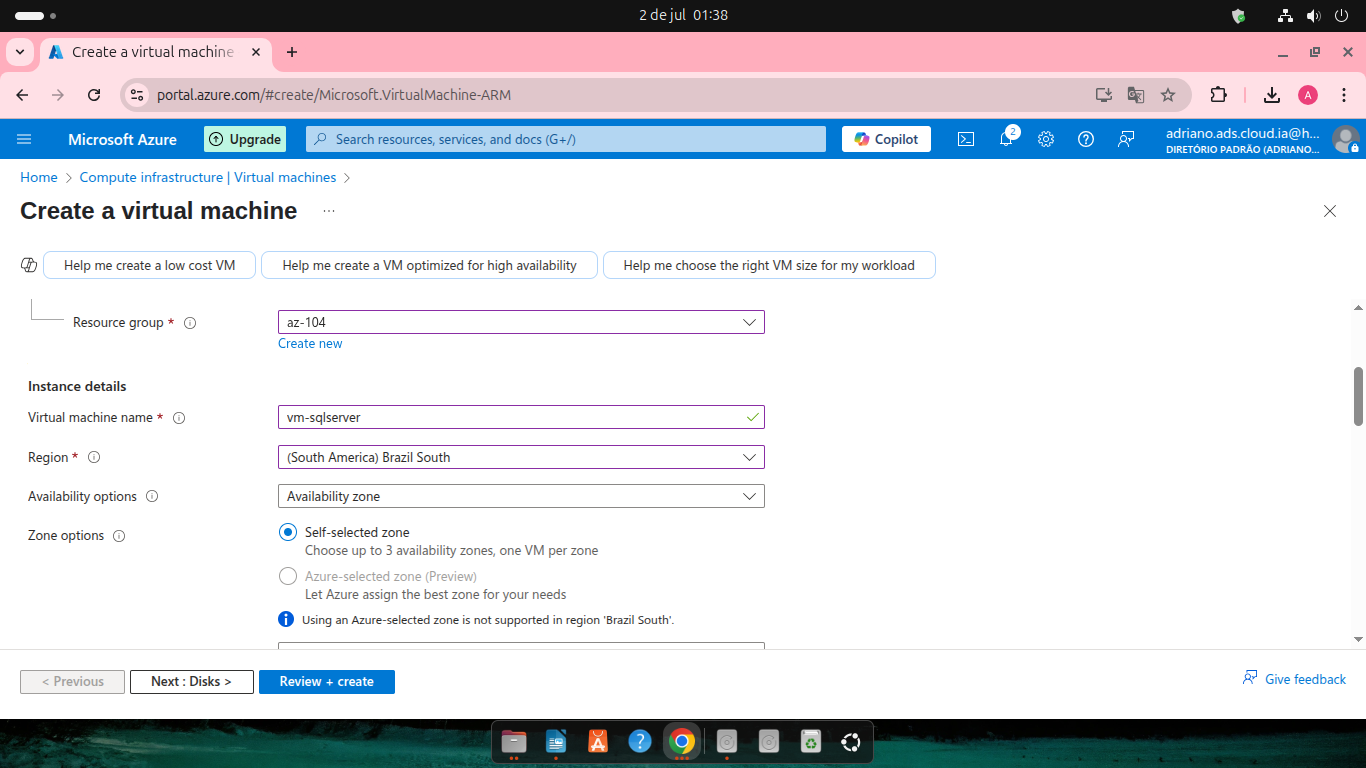 2 de jul 01:38
Create a virtual machine
portal.azure.com/#create/Microsoft.VirtualMachine-ARM
A
Microsoft Azure
Upgrade
Search resources, services, and docs (G+/)
Copilot
2
adriano.ads.cloud.ia@h...
DIRETÓRIO PADRÃO (ADRIANO...
Home > Compute infrastructure | Virtual machines >
Create a virtual machine ...
Help me create a low cost VM
Help me create a VM optimized for high availability
Help me choose the right VM size for my workload
Resource group *
az-104
Create new
Instance details
Virtual machine name *
vm-sqlserver
Region *
(South America) Brazil South
Availability options
Availability zone
Zone options
Self-selected zone
Choose up to 3 availability zones, one VM per zone
Azure-selected zone (Preview)
Let Azure assign the best zone for your needs
Using an Azure-selected zone is not supported in region 'Brazil South'.
< Previous
Next : Disks >
Review + create
Give feedback